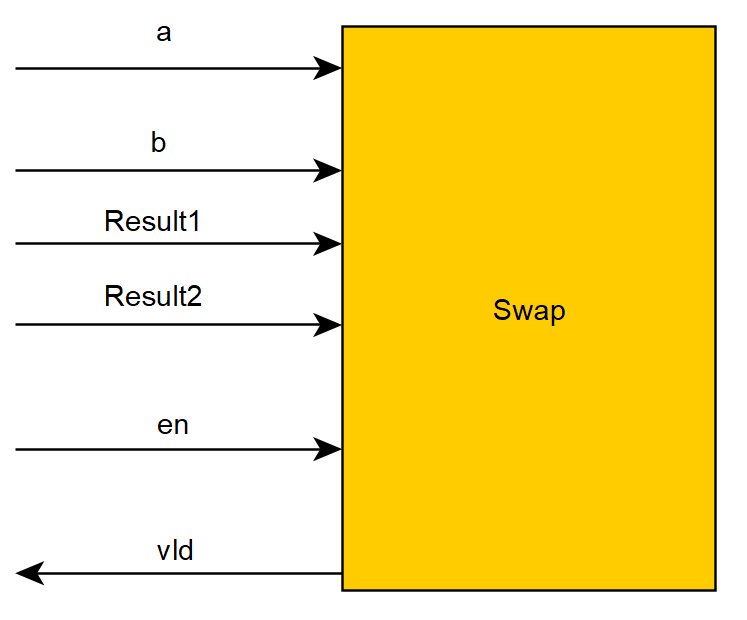 a
b
Result1
Result2
Swap
en
vld